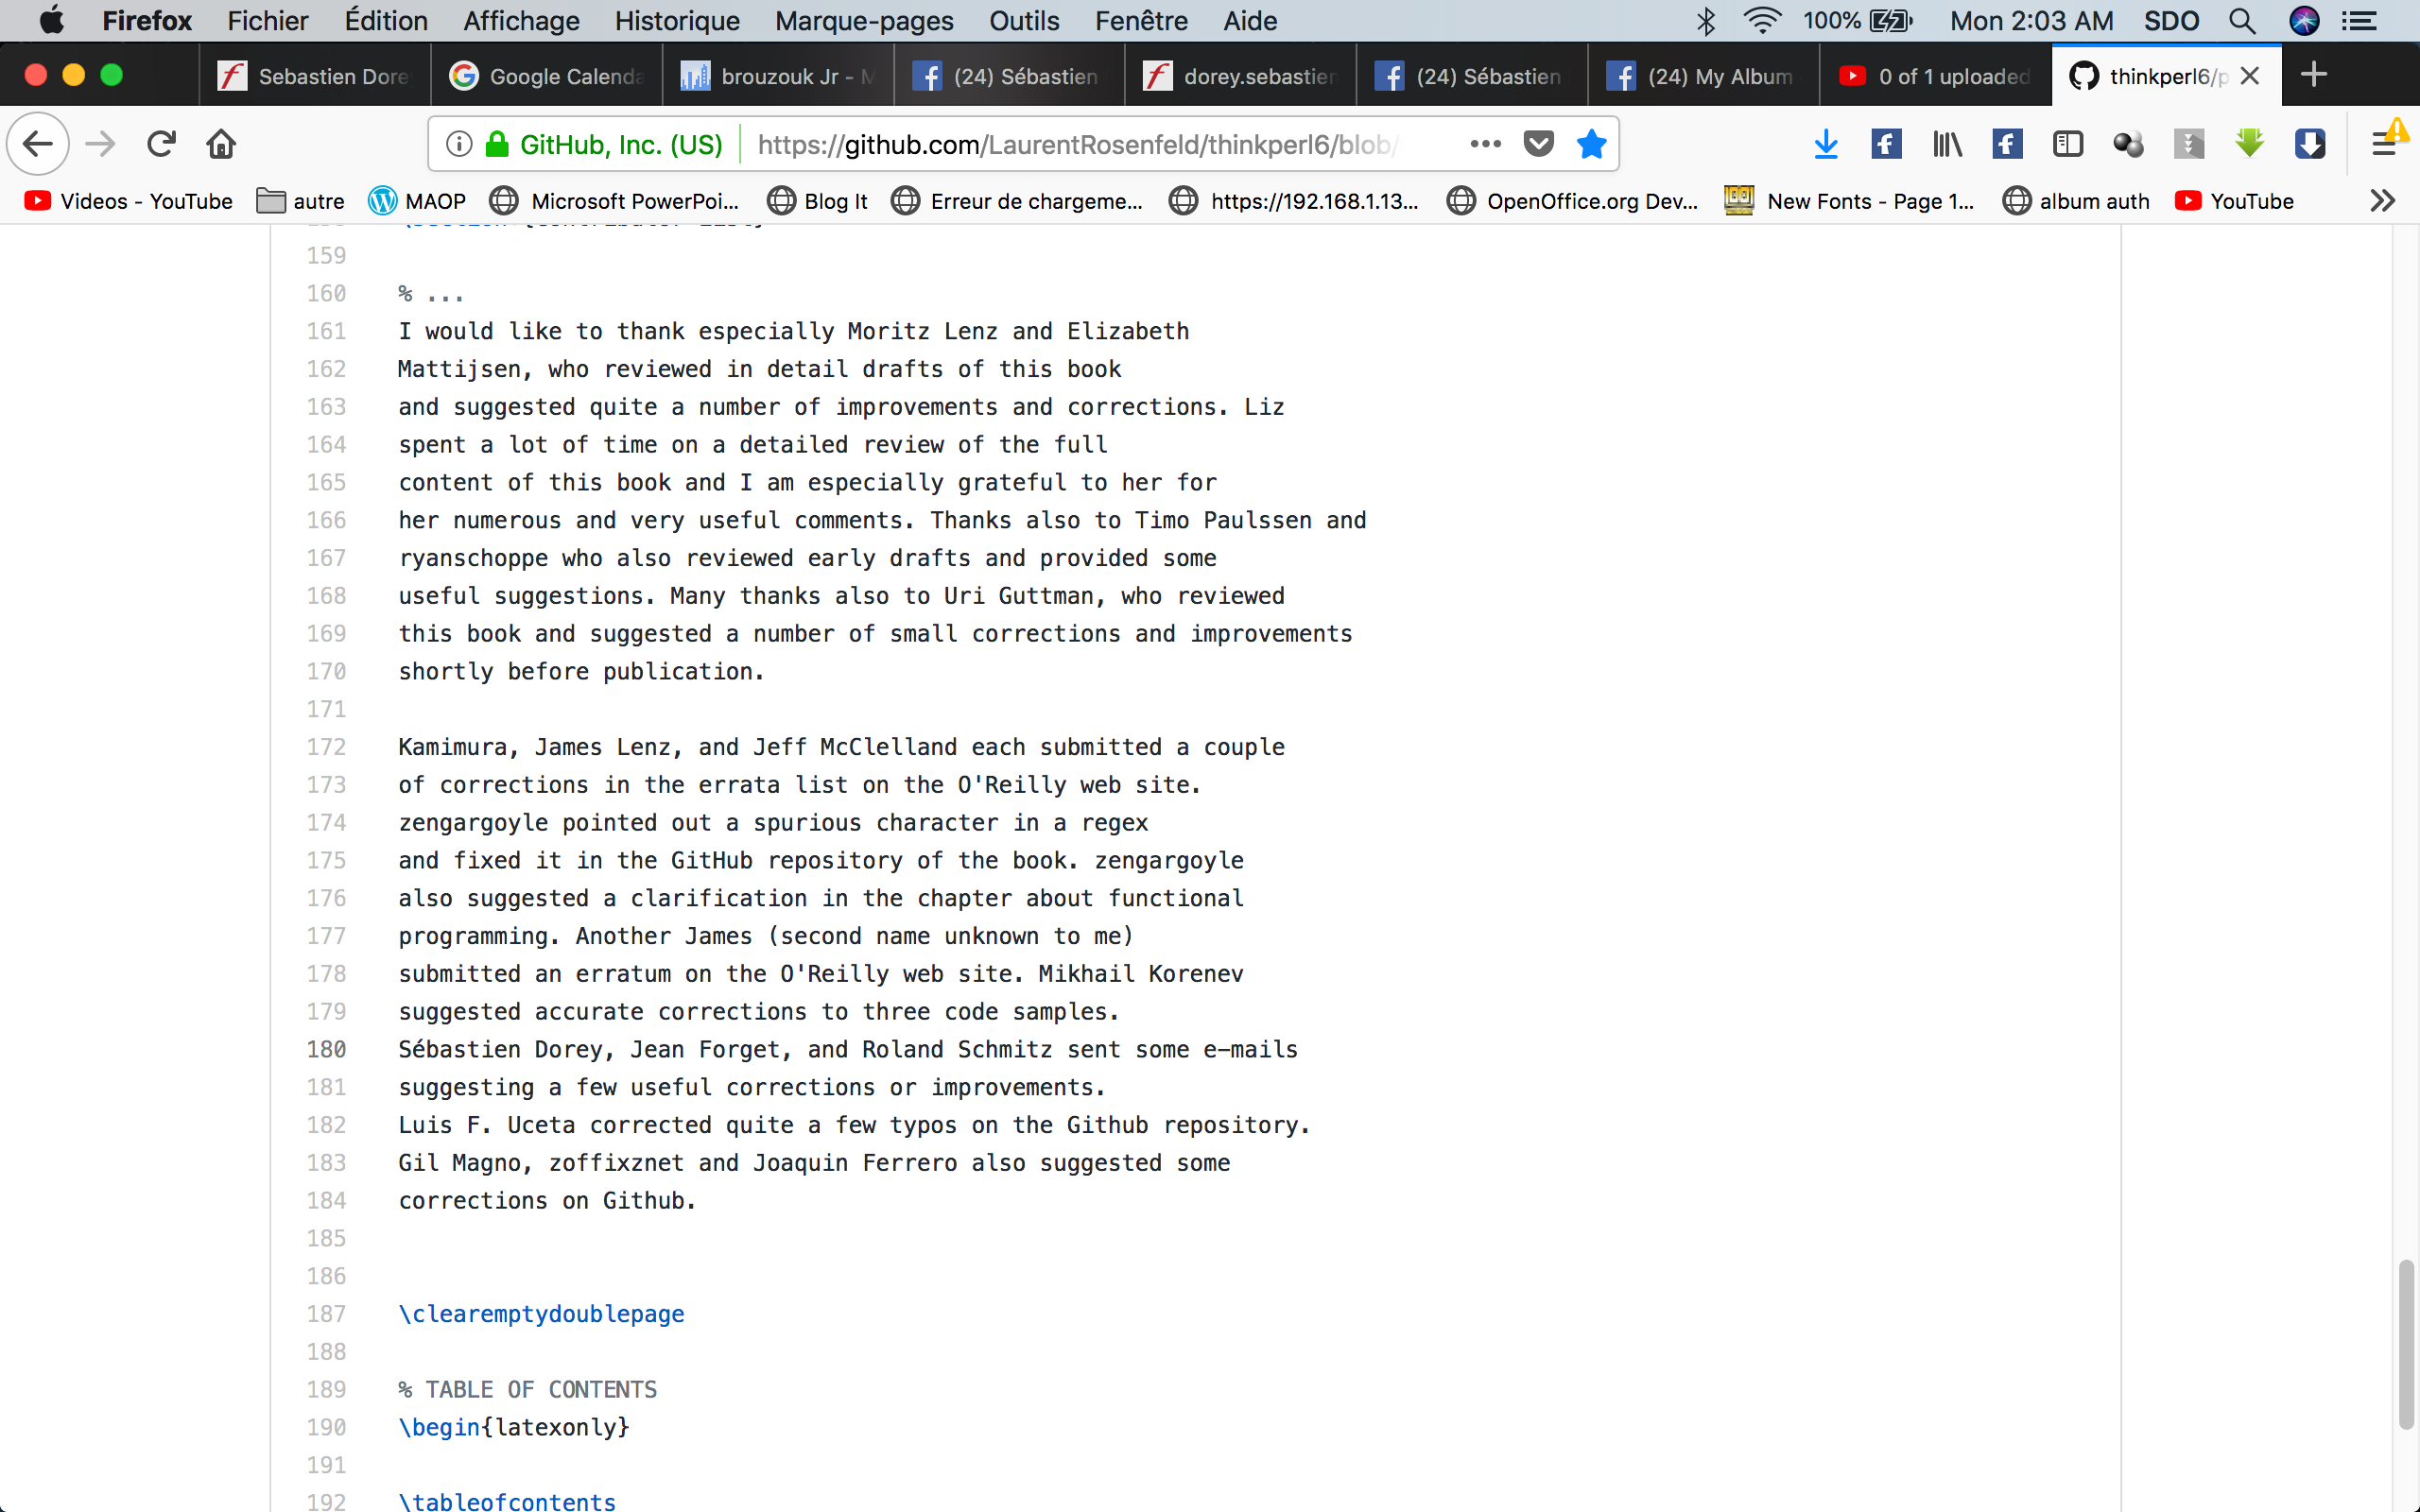 Firefox Fichier Édition Affichage Historique Marque-pages Outils Fenêtre Aide 100% Mon 2:03 AM SDO
Sebastien Dore Google Calenda brouzouk Jr - M (24) Sébastien dorey.sebastien (24) Sébastien (24) My Album 0 of 1 uploaded thinkperl6/p
GitHub, Inc. (US) https://github.com/LaurentRosenfeld/thinkperl6/blob/
Videos - YouTube autre MAOP Microsoft PowerPoi... Blog It Erreur de chargeme... https://192.168.1.13... OpenOffice.org Dev... New Fonts - Page 1... album auth YouTube
159
160 % ...
161 I would like to thank especially Moritz Lenz and Elizabeth
162 Mattijsen, who reviewed in detail drafts of this book
163 and suggested quite a number of improvements and corrections. Liz
164 spent a lot of time on a detailed review of the full
165 content of this book and I am especially grateful to her for
166 her numerous and very useful comments. Thanks also to Timo Paulssen and
167 ryanschoppe who also reviewed early drafts and provided some
168 useful suggestions. Many thanks also to Uri Guttman, who reviewed
169 this book and suggested a number of small corrections and improvements
170 shortly before publication.
171
172 Kamimura, James Lenz, and Jeff McClelland each submitted a couple
173 of corrections in the errata list on the O'Reilly web site.
174 zengargoyle pointed out a spurious character in a regex
175 and fixed it in the GitHub repository of the book. zengargoyle
176 also suggested a clarification in the chapter about functional
177 programming. Another James (second name unknown to me)
178 submitted an erratum on the O'Reilly web site. Mikhail Korenev
179 suggested accurate corrections to three code samples.
180 Sébastien Dorey, Jean Forget, and Roland Schmitz sent some e-mails
181 suggesting a few useful corrections or improvements.
182 Luis F. Uceta corrected quite a few typos on the Github repository.
183 Gil Magno, zoffixznet and Joaquin Ferrero also suggested some
184 corrections on Github.
185
186
187 \clearemptydoublepage
188
189 % TABLE OF CONTENTS
190 \begin{latexonly}
191
192 \tableofcontents